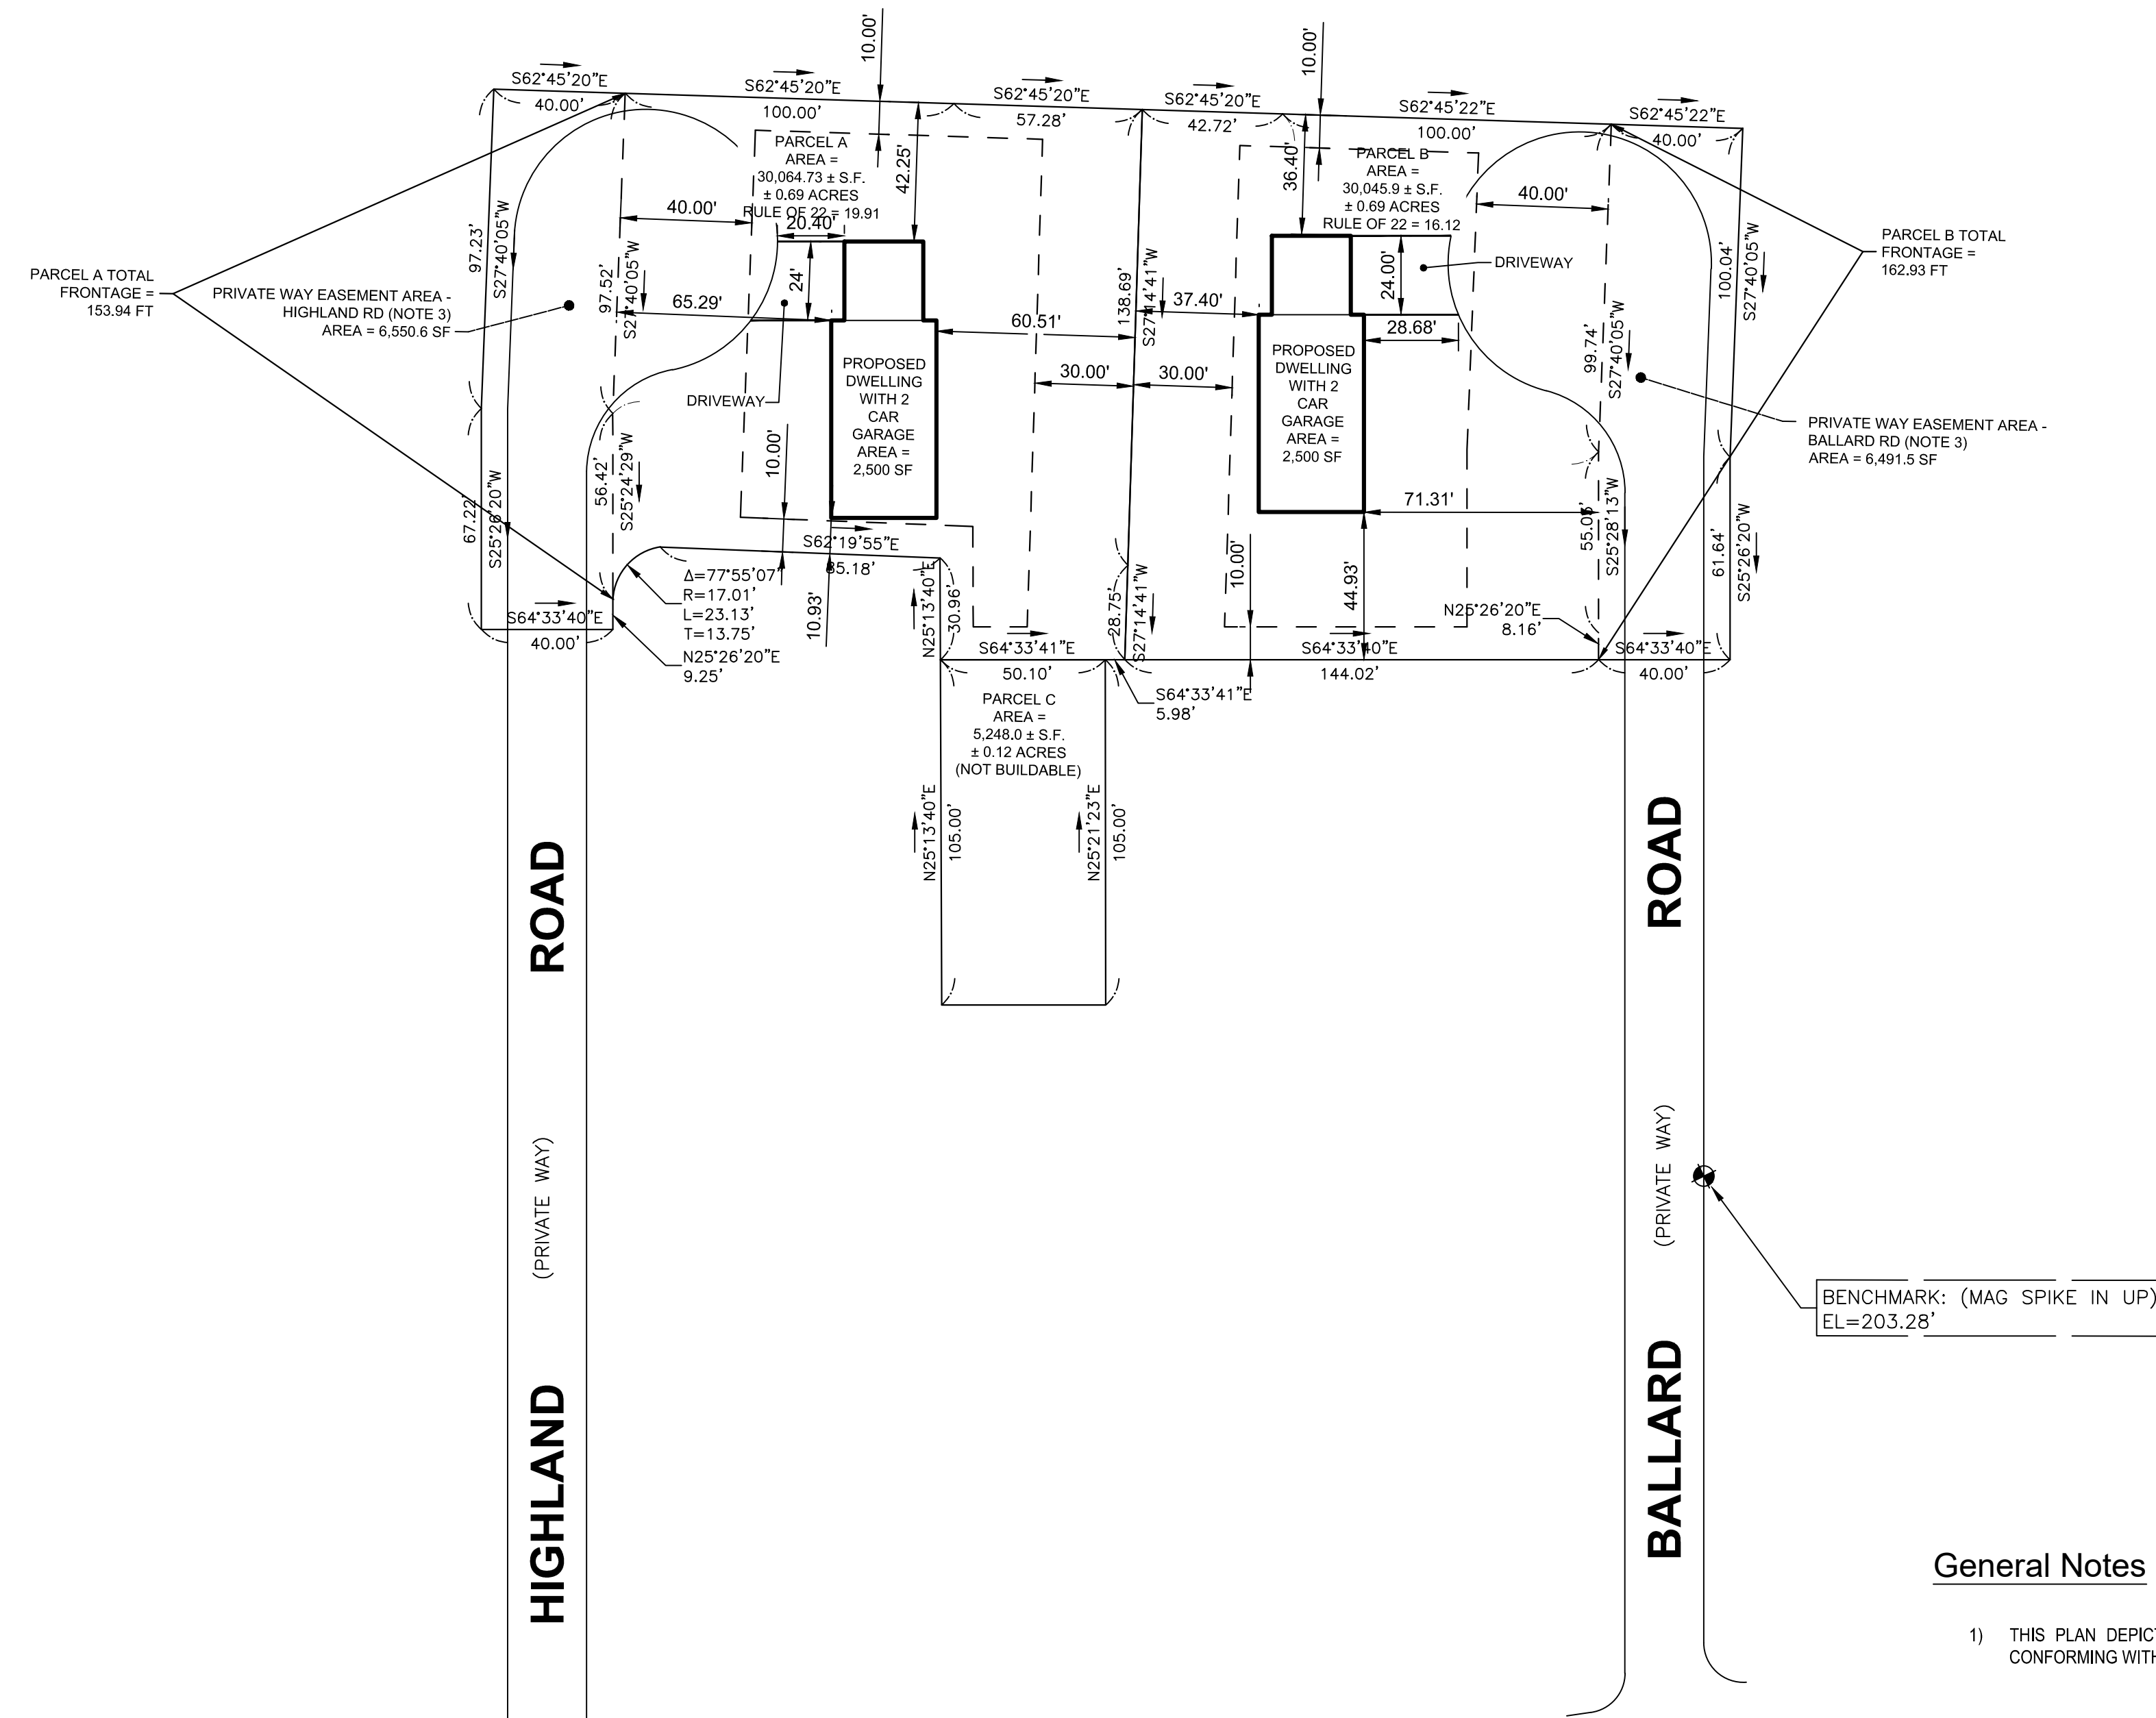 10.00'
10.00'
S62°45'20"E
40.00'
S62°45'20"E
100.00'
S62°45'20"E
57.28'
S62°45'20"E
42.72'
S62°45'22"E
100.00'
S62°45'22"E
40.00'
PARCEL A
AREA =
30,064.73 ± S.F.
± 0.69 ACRES
RULE OF 22 = 19.91
42.25'
36.40'
PARCEL B
AREA =
30,045.9 ± S.F.
± 0.69 ACRES
RULE OF 22 = 16.12
40.00'
20.40'
40.00'
97.23'
S27°40'05"W
97.52'
S27°40'05"W
24'
65.29'
PARCEL A TOTAL
FRONTAGE =
153.94 FT
PRIVATE WAY EASEMENT AREA -
HIGHLAND RD (NOTE 3)
AREA = 6,550.6 SF
138.69'
S27°14'41"W
37.40'
60.51'
24.00'
DRIVEWAY
28.68'
99.74'
S27°40'05"W
100.04'
S27°40'05"W
PARCEL B TOTAL
FRONTAGE =
162.93 FT
PROPOSED
DWELLING
WITH 2
CAR
GARAGE
AREA =
2,500 SF
30.00'
30.00'
PROPOSED
DWELLING
WITH 2
CAR
GARAGE
AREA =
2,500 SF
DRIVEWAY
10.00'
PRIVATE WAY EASEMENT AREA -
BALLARD RD (NOTE 3)
AREA = 6,491.5 SF
67.22'
S25°26'20"W
56.42'
S25°24'29"W
71.31'
55.05'
S25°28'13"W
61.64'
S25°26'20"W
S62°19'55"E
85.18'
10.93'
Δ=77°55'07"
R=17.01'
L=23.13'
T=13.75'
N25°26'20"E
9.25'
S64°33'40"E
40.00'
N25°13'40"E
30.96'
28.75'
S27°14'41"W
10.00'
44.93'
N25°26'20"E
8.16'
S64°33'41"E
50.10'
S64°33'40"E
144.02'
S64°33'40"E
40.00'
S64°33'41"E
5.98'
PARCEL C
AREA =
5,248.0 ± S.F.
± 0.12 ACRES
(NOT BUILDABLE)
N25°13'40"E
105.00'
N25°21'23"E
105.00'
HIGHLAND (PRIVATE WAY) ROAD
BALLARD (PRIVATE WAY) ROAD
BENCHMARK: (MAG SPIKE IN UP)
EL=203.28'
General Notes
1) THIS PLAN DEPICT
CONFORMING WITH